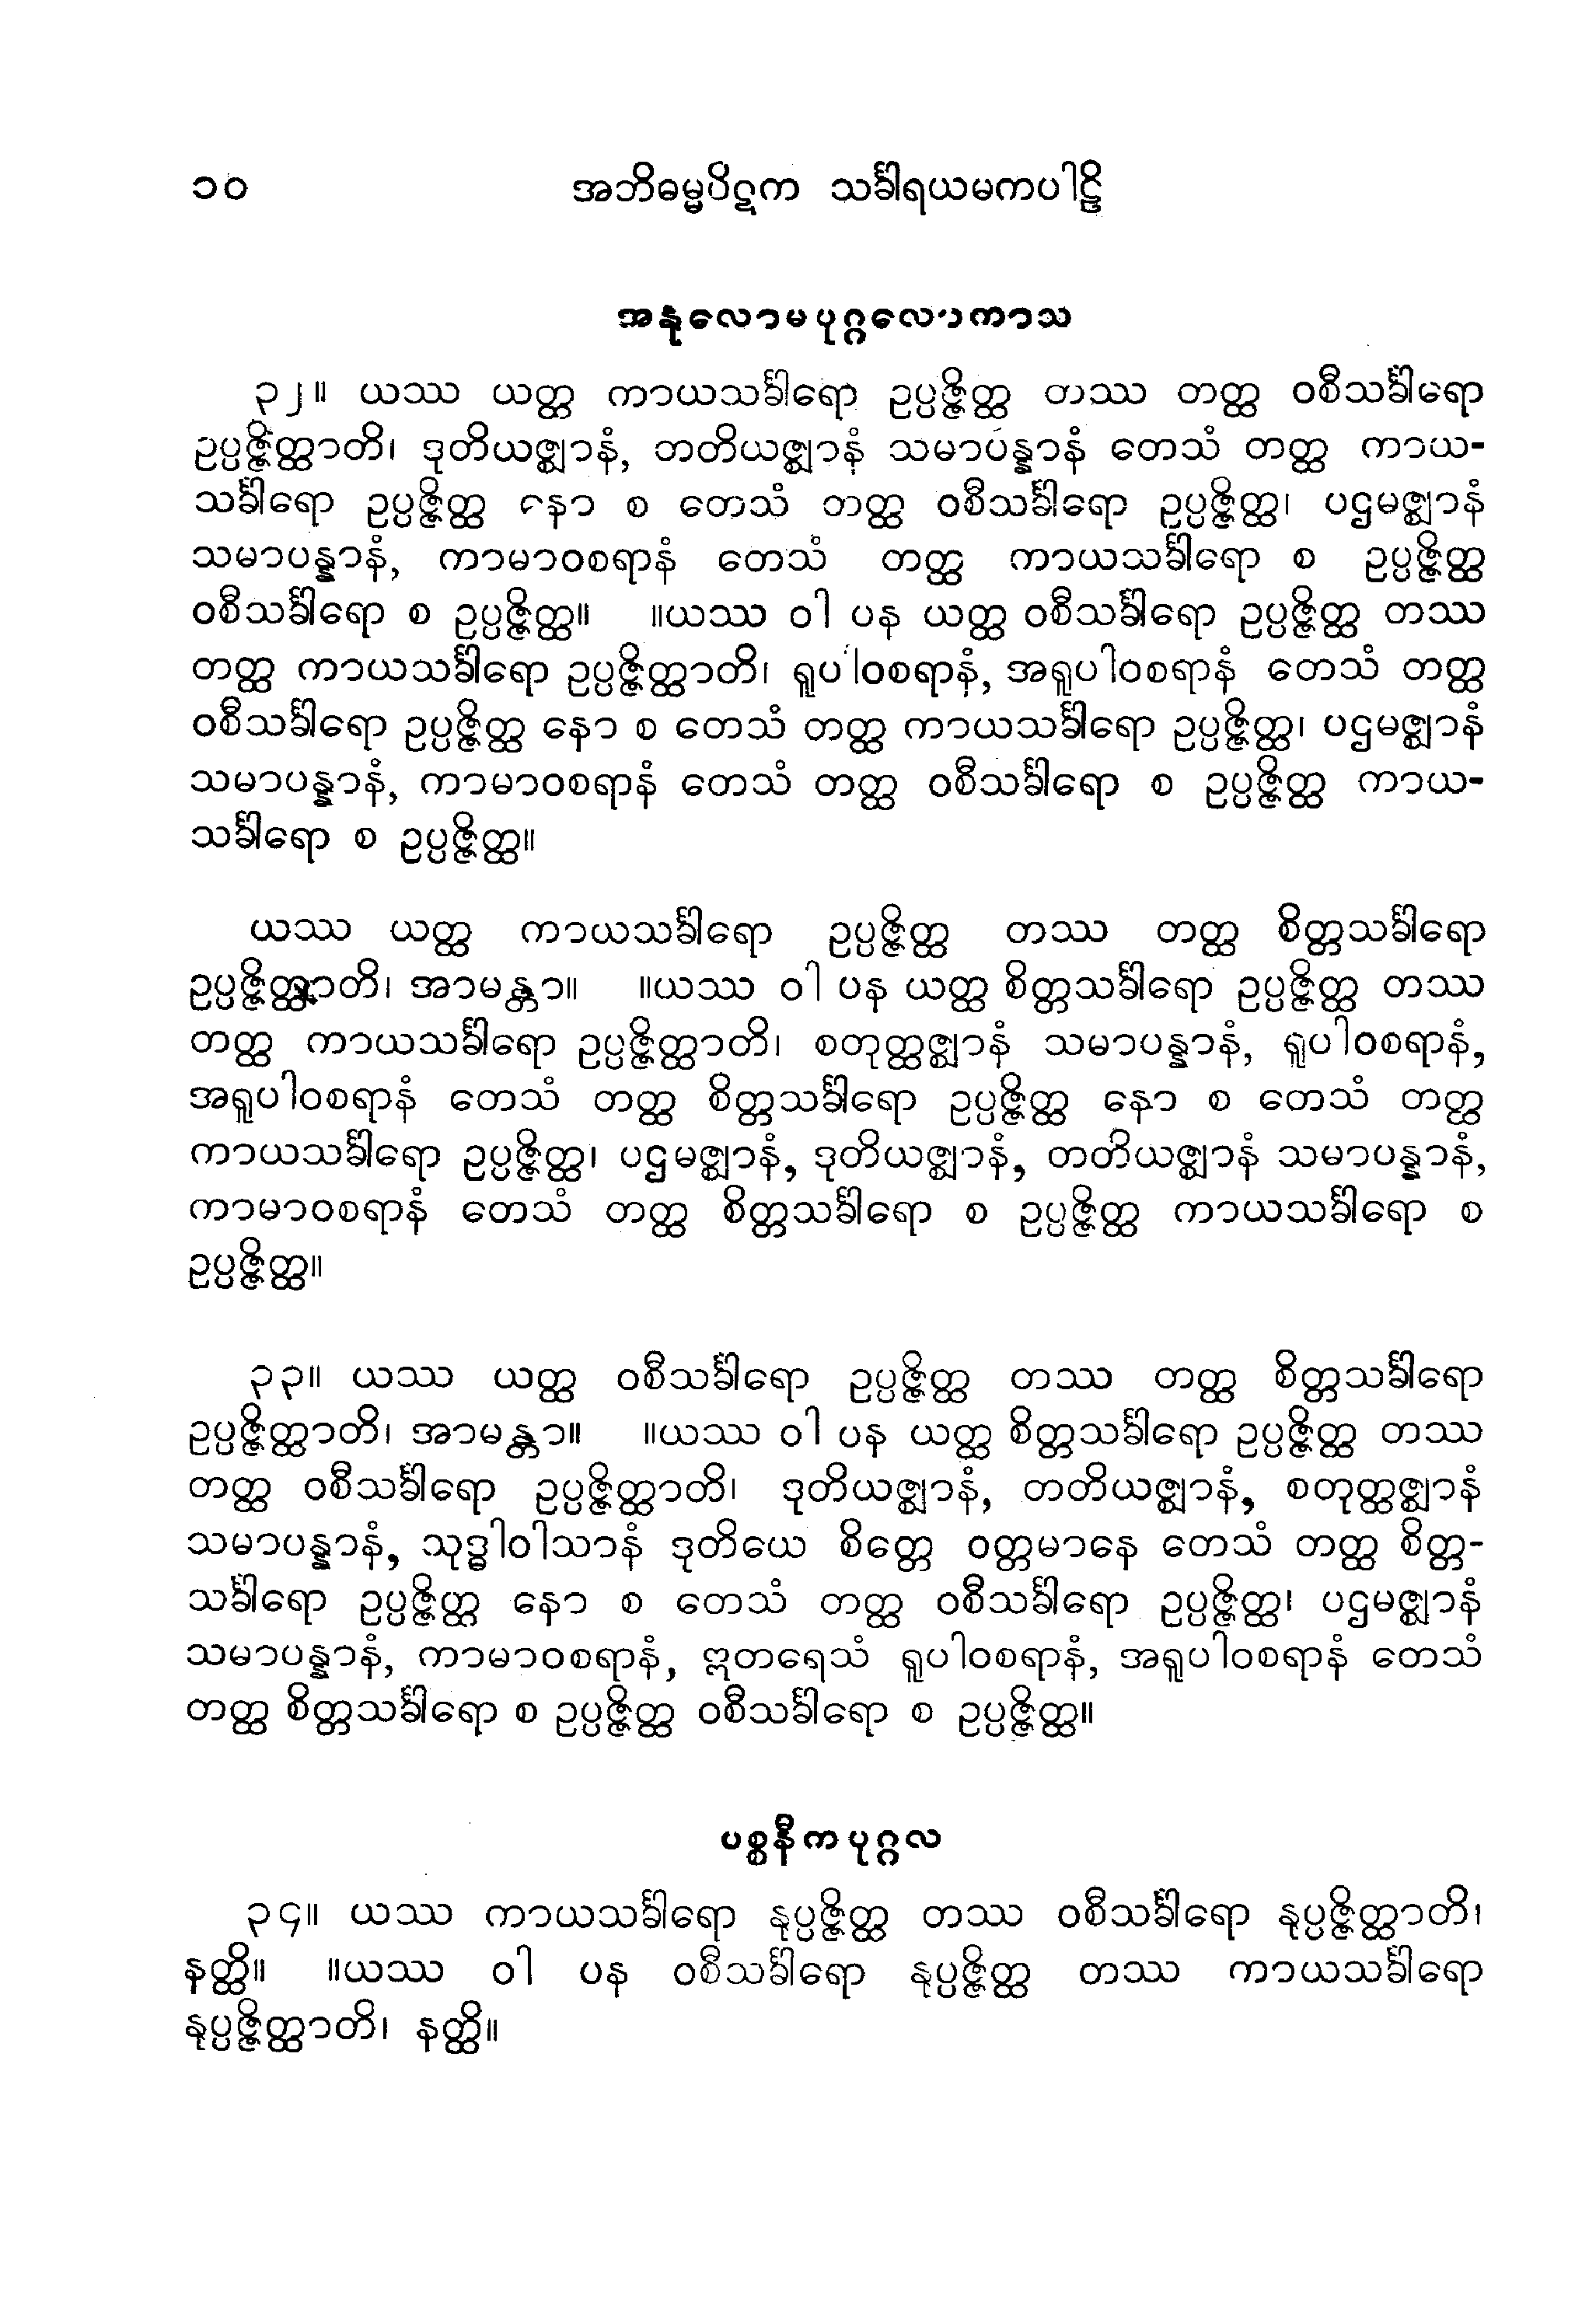 ၁၀ အဘိဓမ္မပိဋက သင်္ခါရယမကပါဠိ
အနုလောမပုဂ္ဂလောကာသ
၃၂။ ယဿ ယတ္ထ ကာယသင်္ခါရော ဥပ္ပဇ္ဇိတ္ထ တဿ တတ္ထ ဝစီသင်္ခါရော
ဥပ္ပဇ္ဇိတ္ထာတိ၊ ဒုတိယဇ္ဈာနံ, တတိယဇ္ဈာနံ သမာပန္နာနံ တေသံ တတ္ထ ကာယ-
သင်္ခါရော ဥပ္ပဇ္ဇိတ္ထ နော စ တေသံ တတ္ထ ဝစီသင်္ခါရော ဥပ္ပဇ္ဇိတ္ထ၊ ပဌမဇ္ဈာနံ
သမာပန္နာနံ, ကာမာဝစရာနံ တေသံ တတ္ထ ကာယသင်္ခါရော စ ဥပ္ပဇ္ဇိတ္ထ
ဝစီသင်္ခါရော စ ဥပ္ပဇ္ဇိတ္ထ။ ။ယဿ ဝါ ပန ယတ္ထ ဝစီသင်္ခါရော ဥပ္ပဇ္ဇိတ္ထ တဿ
တတ္ထ ကာယသင်္ခါရော ဥပ္ပဇ္ဇိတ္ထာတိ၊ ရူပါဝစရာနံ, အရူပါဝစရာနံ တေသံ တတ္ထ
ဝစီသင်္ခါရော ဥပ္ပဇ္ဇိတ္ထ နော စ တေသံ တတ္ထ ကာယသင်္ခါရော ဥပ္ပဇ္ဇိတ္ထ၊ ပဌမဇ္ဈာနံ
သမာပန္နာနံ, ကာမာဝစရာနံ တေသံ တတ္ထ ဝစီသင်္ခါရော စ ဥပ္ပဇ္ဇိတ္ထ ကာယ-
သင်္ခါရော စ ဥပ္ပဇ္ဇိတ္ထ။
ယဿ ယတ္ထ ကာယသင်္ခါရော ဥပ္ပဇ္ဇိတ္ထ တဿ တတ္ထ စိတ္တသင်္ခါရော
ဥပ္ပဇ္ဇိတ္ထာတိ၊ အာမန္တာ။ ။ယဿ ဝါ ပန ယတ္ထ စိတ္တသင်္ခါရော ဥပ္ပဇ္ဇိတ္ထ တဿ
တတ္ထ ကာယသင်္ခါရော ဥပ္ပဇ္ဇိတ္ထာတိ၊ စတုတ္ထဇ္ဈာနံ သမာပန္နာနံ, ရူပါဝစရာနံ,
အရူပါဝစရာနံ တေသံ တတ္ထ စိတ္တသင်္ခါရော ဥပ္ပဇ္ဇိတ္ထ နော စ တေသံ တတ္ထ
ကာယသင်္ခါရော ဥပ္ပဇ္ဇိတ္ထ၊ ပဌမဇ္ဈာနံ, ဒုတိယဇ္ဈာနံ, တတိယဇ္ဈာနံ သမာပန္နာနံ,
ကာမာဝစရာနံ တေသံ တတ္ထ စိတ္တသင်္ခါရော စ ဥပ္ပဇ္ဇိတ္ထ ကာယသင်္ခါရော စ
ဥပ္ပဇ္ဇိတ္ထ။
၃၃။ ယဿ ယတ္ထ ဝစီသင်္ခါရော ဥပ္ပဇ္ဇိတ္ထ တဿ တတ္ထ စိတ္တသင်္ခါရော
ဥပ္ပဇ္ဇိတ္ထာတိ၊ အာမန္တာ။ ။ယဿ ဝါ ပန ယတ္ထ စိတ္တသင်္ခါရော ဥပ္ပဇ္ဇိတ္ထ တဿ
တတ္ထ ဝစီသင်္ခါရော ဥပ္ပဇ္ဇိတ္ထာတိ၊ ဒုတိယဇ္ဈာနံ, တတိယဇ္ဈာနံ, စတုတ္ထဇ္ဈာနံ
သမာပန္နာနံ, သုဒ္ဓါဝါသာနံ ဒုတိယေ စိတ္တေ ဝတ္တမာနေ တေသံ တတ္ထ စိတ္တ-
သင်္ခါရော ဥပ္ပဇ္ဇိတ္ထ နော စ တေသံ တတ္ထ ဝစီသင်္ခါရော ဥပ္ပဇ္ဇိတ္ထ၊ ပဌမဇ္ဈာနံ
သမာပန္နာနံ, ကာမာဝစရာနံ, ဣတရေသံ ရူပါဝစရာနံ, အရူပါဝစရာနံ တေသံ
တတ္ထ စိတ္တသင်္ခါရော စ ဥပ္ပဇ္ဇိတ္ထ ဝစီသင်္ခါရော စ ဥပ္ပဇ္ဇိတ္ထ။
ပစ္စနီကပုဂ္ဂလ
၃၄။ ယဿ ကာယသင်္ခါရော နုပ္ပဇ္ဇိတ္ထ တဿ ဝစီသင်္ခါရော နုပ္ပဇ္ဇိတ္ထာတိ၊
နတ္ထိ။ ။ယဿ ဝါ ပန ဝစီသင်္ခါရော နုပ္ပဇ္ဇိတ္ထ တဿ ကာယသင်္ခါရော
နုပ္ပဇ္ဇိတ္ထာတိ၊ နတ္ထိ။